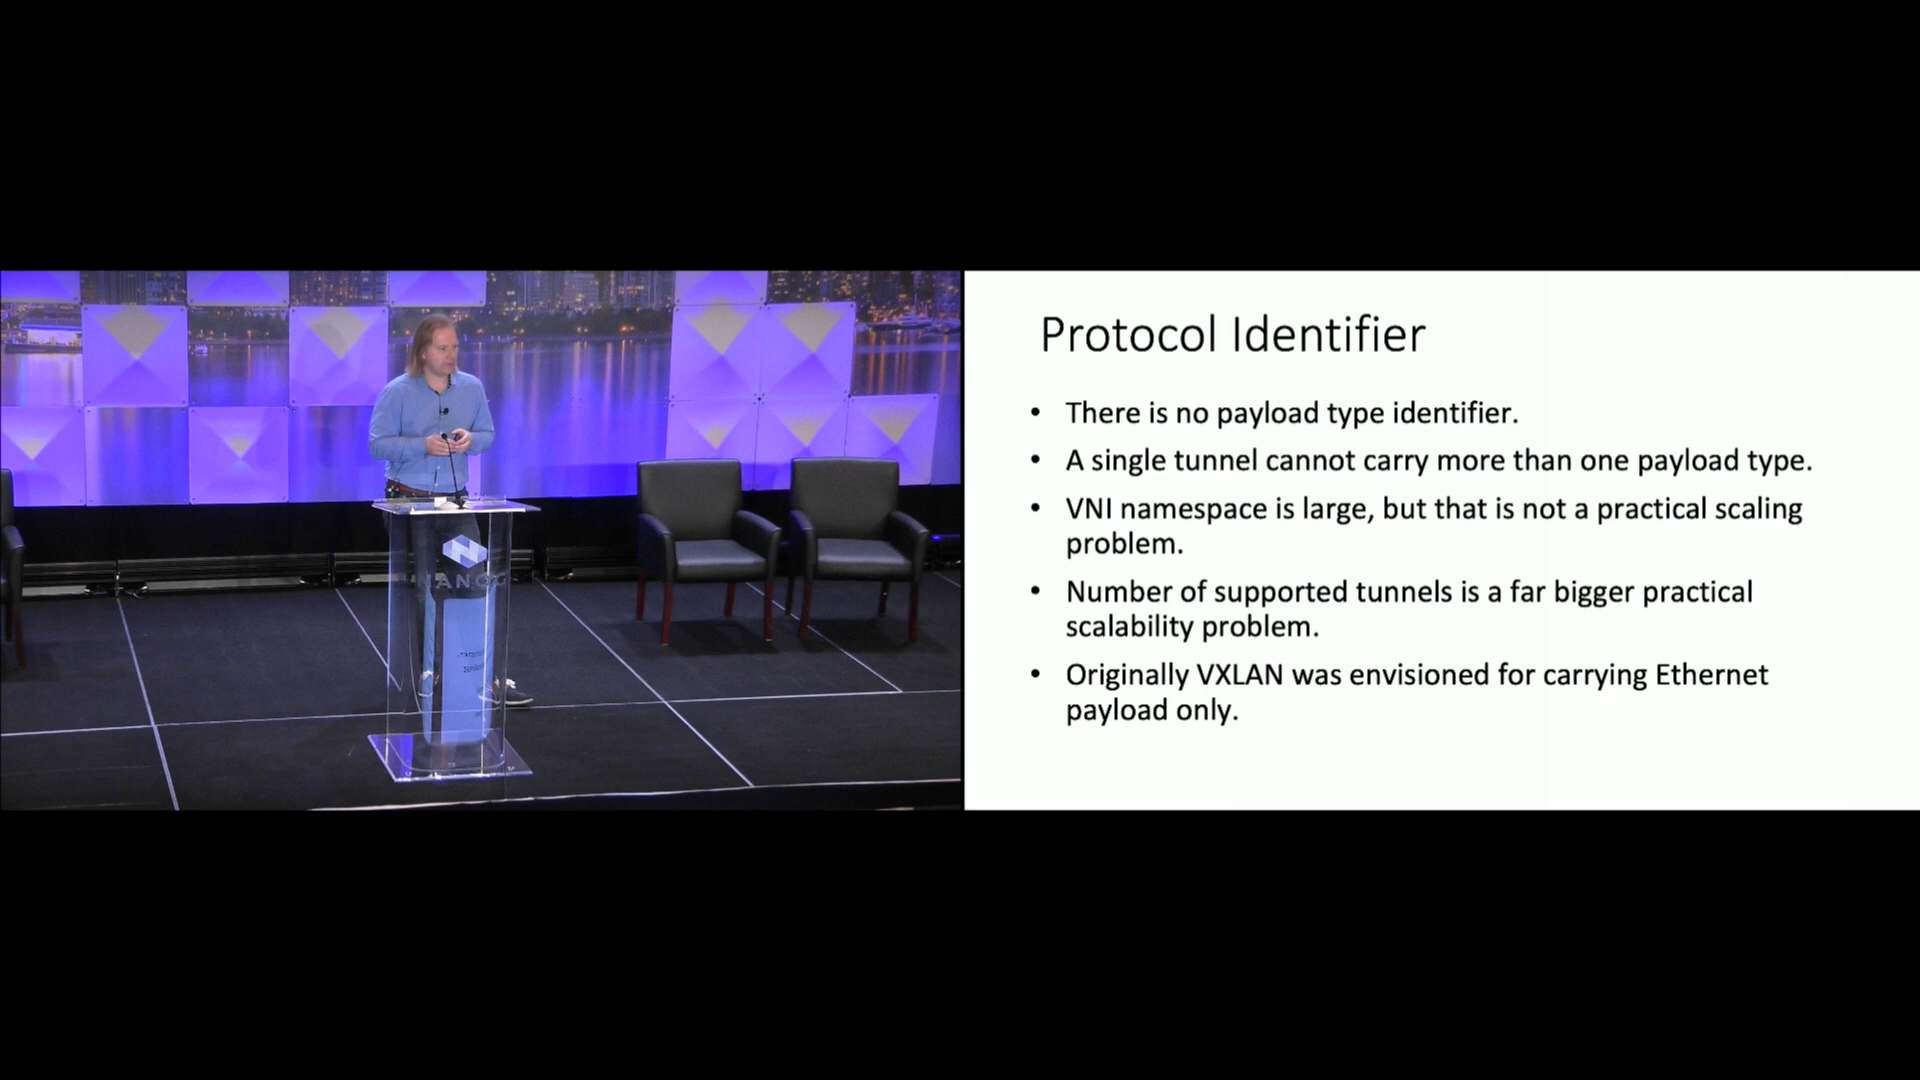 NANOG
Protocol Identifier
• There is no payload type identifier.
• A single tunnel cannot carry more than one payload type.
• VNI namespace is large, but that is not a practical scaling
problem.
• Number of supported tunnels is a far bigger practical
scalability problem.
• Originally VXLAN was envisioned for carrying Ethernet
payload only.